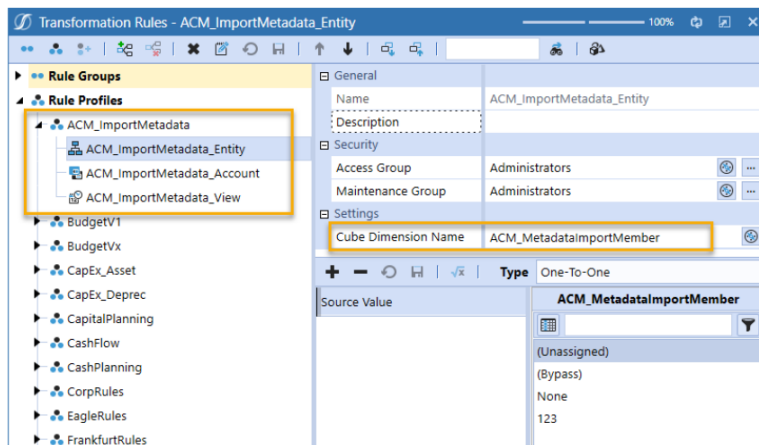 Transformation Rules - ACM_ImportMetadata_Entity
100%
Rule Groups
Rule Profiles
ACM_ImportMetadata
ACM_ImportMetadata_Entity
ACM_ImportMetadata_Account
ACM_ImportMetadata_View
BudgetV1
BudgetVx
CapEx_Asset
CapEx_Deprec
CapitalPlanning
CashFlow
CashPlanning
CorpRules
EagleRules
FrankfurtRules
General
Name ACM_ImportMetadata_Entity
Description
Security
Access Group Administrators
Maintenance Group Administrators
Settings
Cube Dimension Name ACM_MetadataImportMember
Type One-To-One
Source Value ACM_MetadataImportMember
(Unassigned)
(Bypass)
None
123